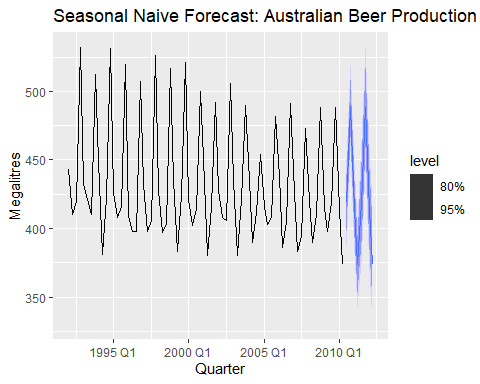 Seasonal Naive Forecast: Australian Beer Production
Megalitres
500
450
400
350
1995 Q1
2000 Q1
2005 Q1
2010 Q1
Quarter
level
80%
95%